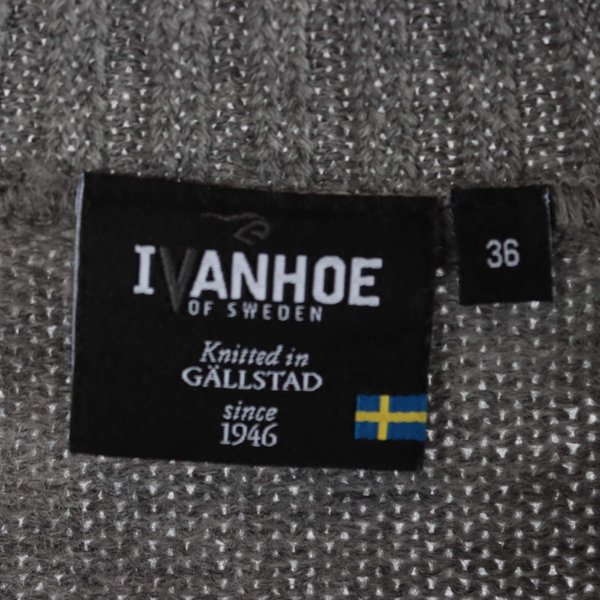 IVANHOE
OF SWEDEN
Knitted in
GÄLLSTAD
since
1946
36